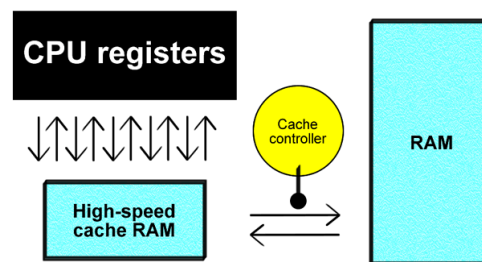 CPU registers
Cache
controller
RAM
High-speed
cache RAM